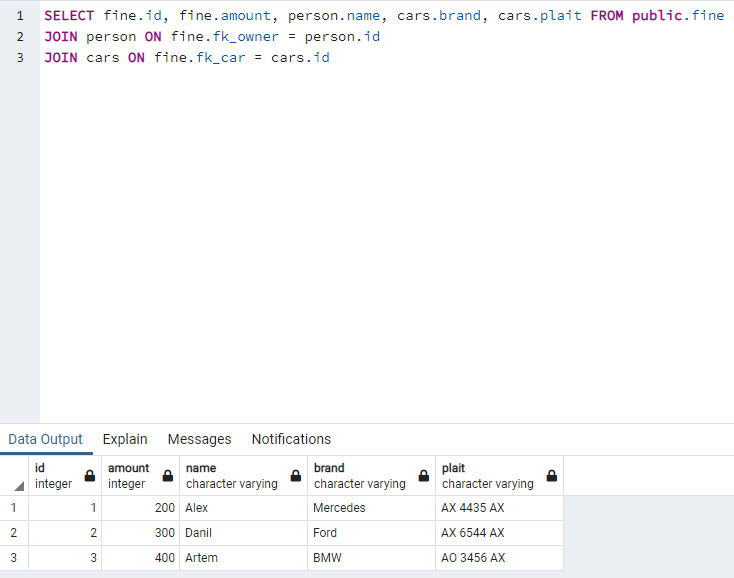 1 SELECT fine.id, fine.amount, person.name, cars.brand, cars.plait FROM public.fine
2 JOIN person ON fine.fk_owner = person.id
3 JOIN cars ON fine.fk_car = cars.id
Data Output Explain Messages Notifications
id amount name brand plait
integer integer character varying character varying character varying
1 1 200 Alex Mercedes AX 4435 AX
2 2 300 Danil Ford AX 6544 AX
3 3 400 Artem BMW AO 3456 AX